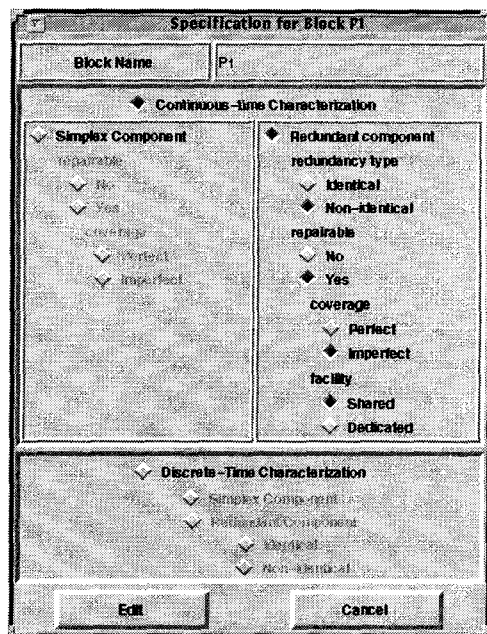 Specification for Block P1
Block Name
P1
Continuous-time Characterization
Simplex Component
repairable
No
Yes
coverage
Perfect
Imperfect
Redundant component
redundancy type
Identical
Non-identical
repairable
No
Yes
coverage
Perfect
Imperfect
facility
Shared
Dedicated
Discrete-Time Characterization
Simplex Component
Redundant Component
Identical
Non-identical
Edit
Cancel